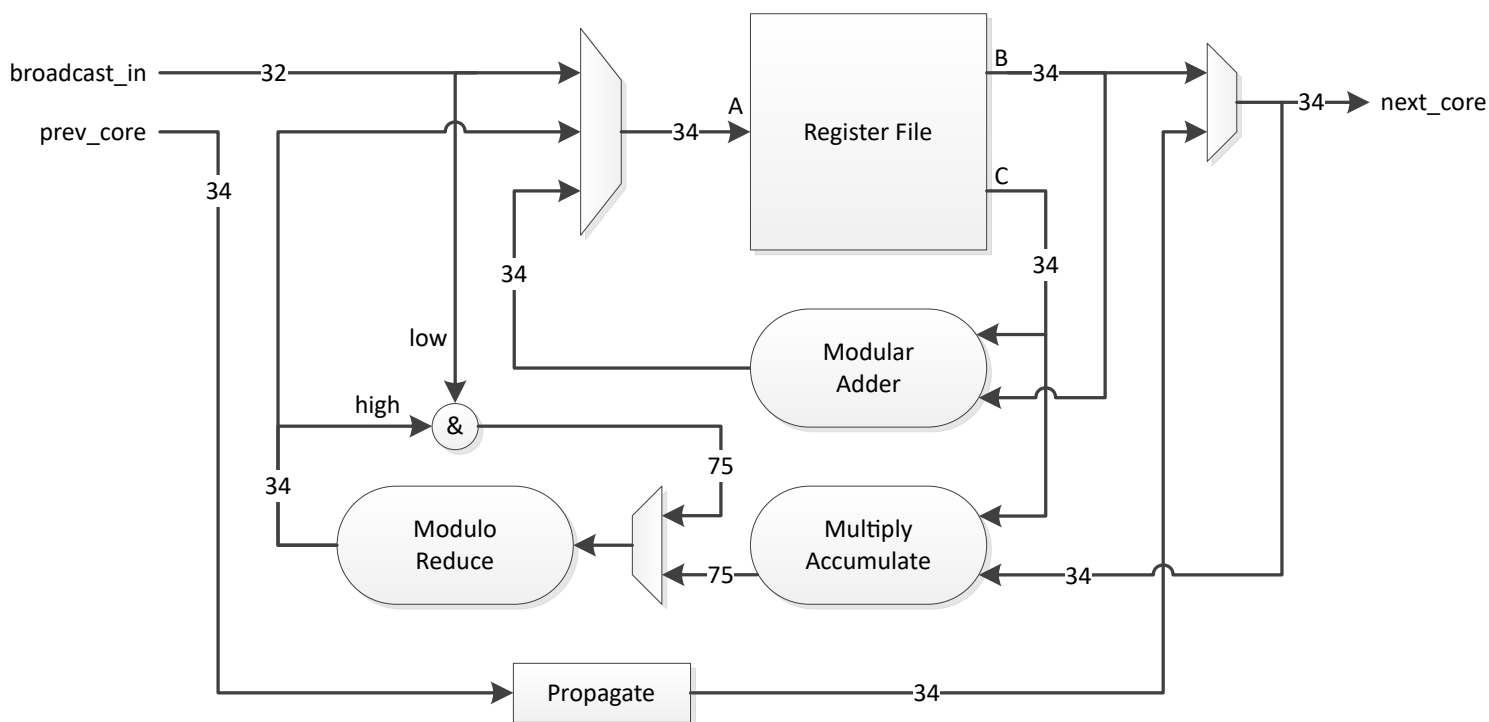 broadcast_in
32
prev_core
34
A
34
Register File
B
34
C
34
next_core
34
34
low
high
&
75
34
Modular
Adder
Modulo
Reduce
75
Multiply
Accumulate
34
Propagate
34